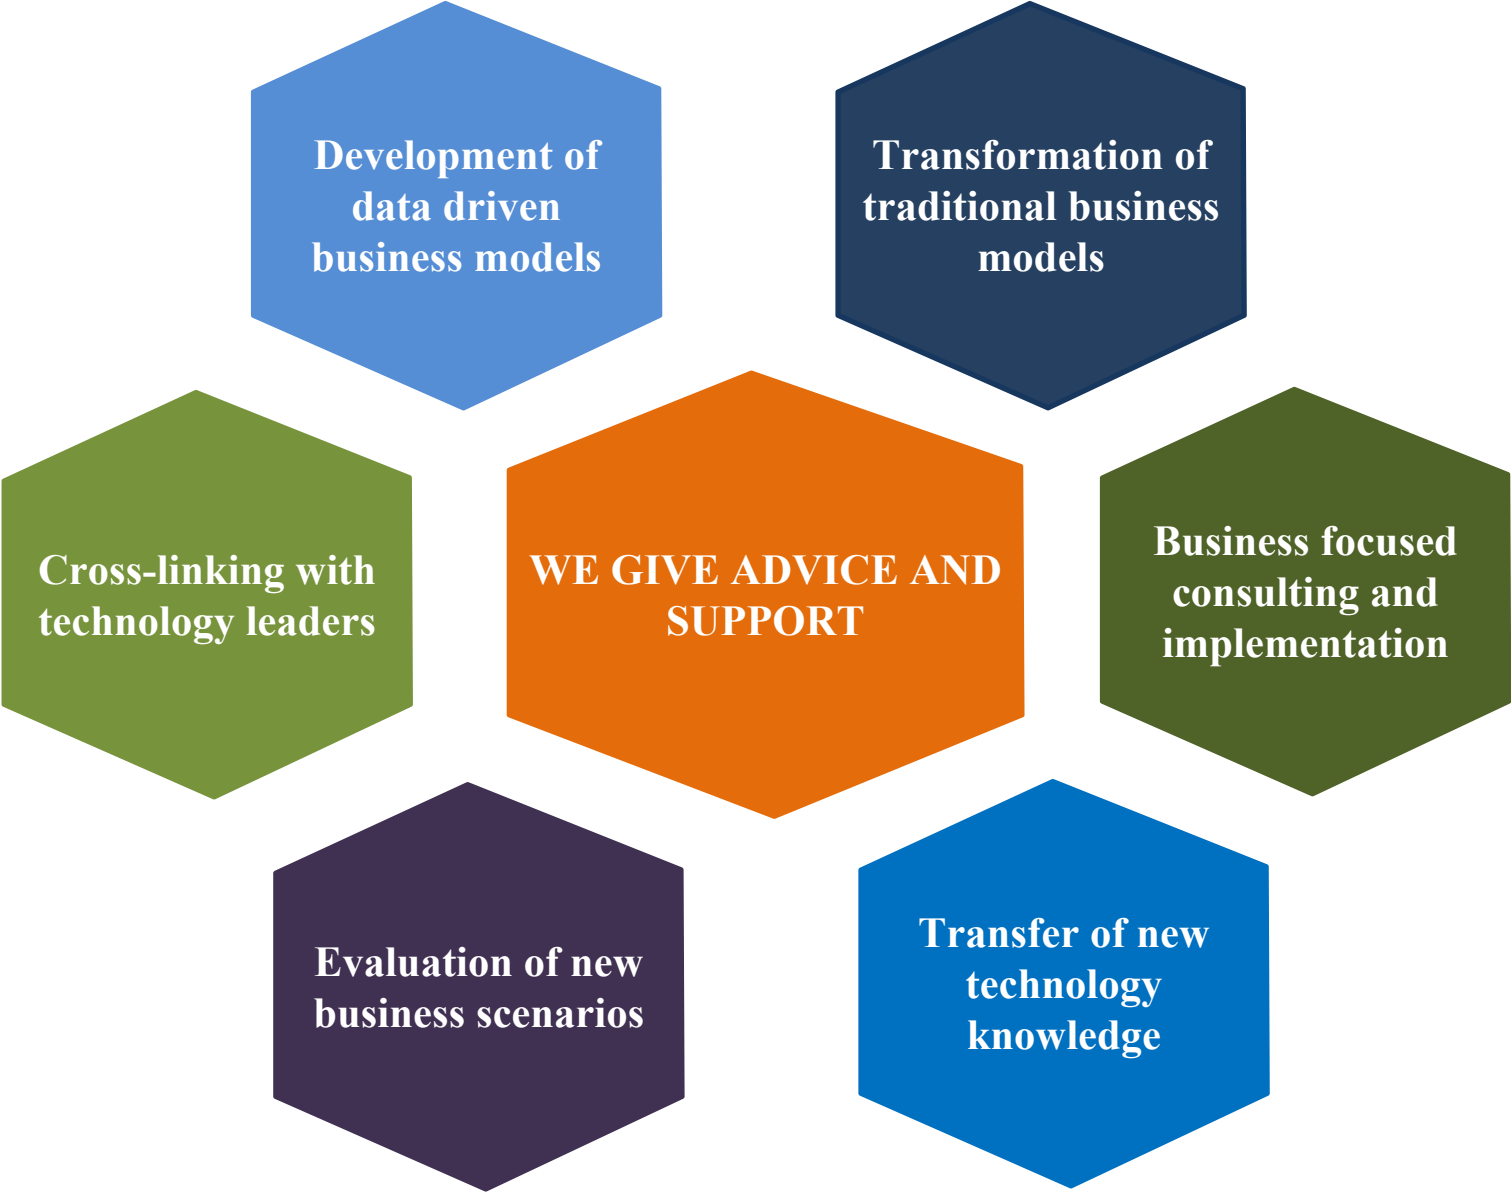 Development of
data driven
business models
Transformation of
traditional business
models
Cross-linking with
technology leaders
WE GIVE ADVICE AND
SUPPORT
Business focused
consulting and
implementation
Evaluation of new
business scenarios
Transfer of new
technology
knowledge